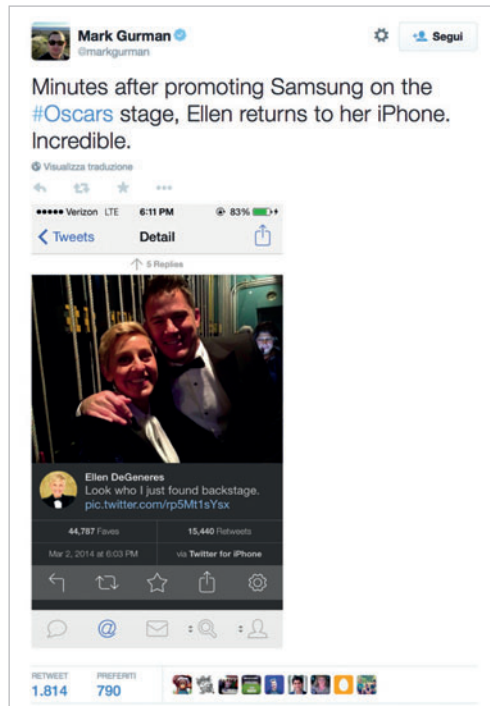 Mark Gurman
@markgurman
Segui
Minutes after promoting Samsung on the
#Oscars stage, Ellen returns to her iPhone.
Incredible.
Visualizza traduzione
Verizon LTE 6:11 PM 83%
Tweets Detail
5 Replies
Ellen DeGeneres
Look who I just found backstage.
pic.twitter.com/rp5Mt1sYsx
44,787 Faves 15,440 Retweets
Mar 2, 2014 at 6:03 PM via Twitter for iPhone
RETWEET PREFERITI
1.814 790